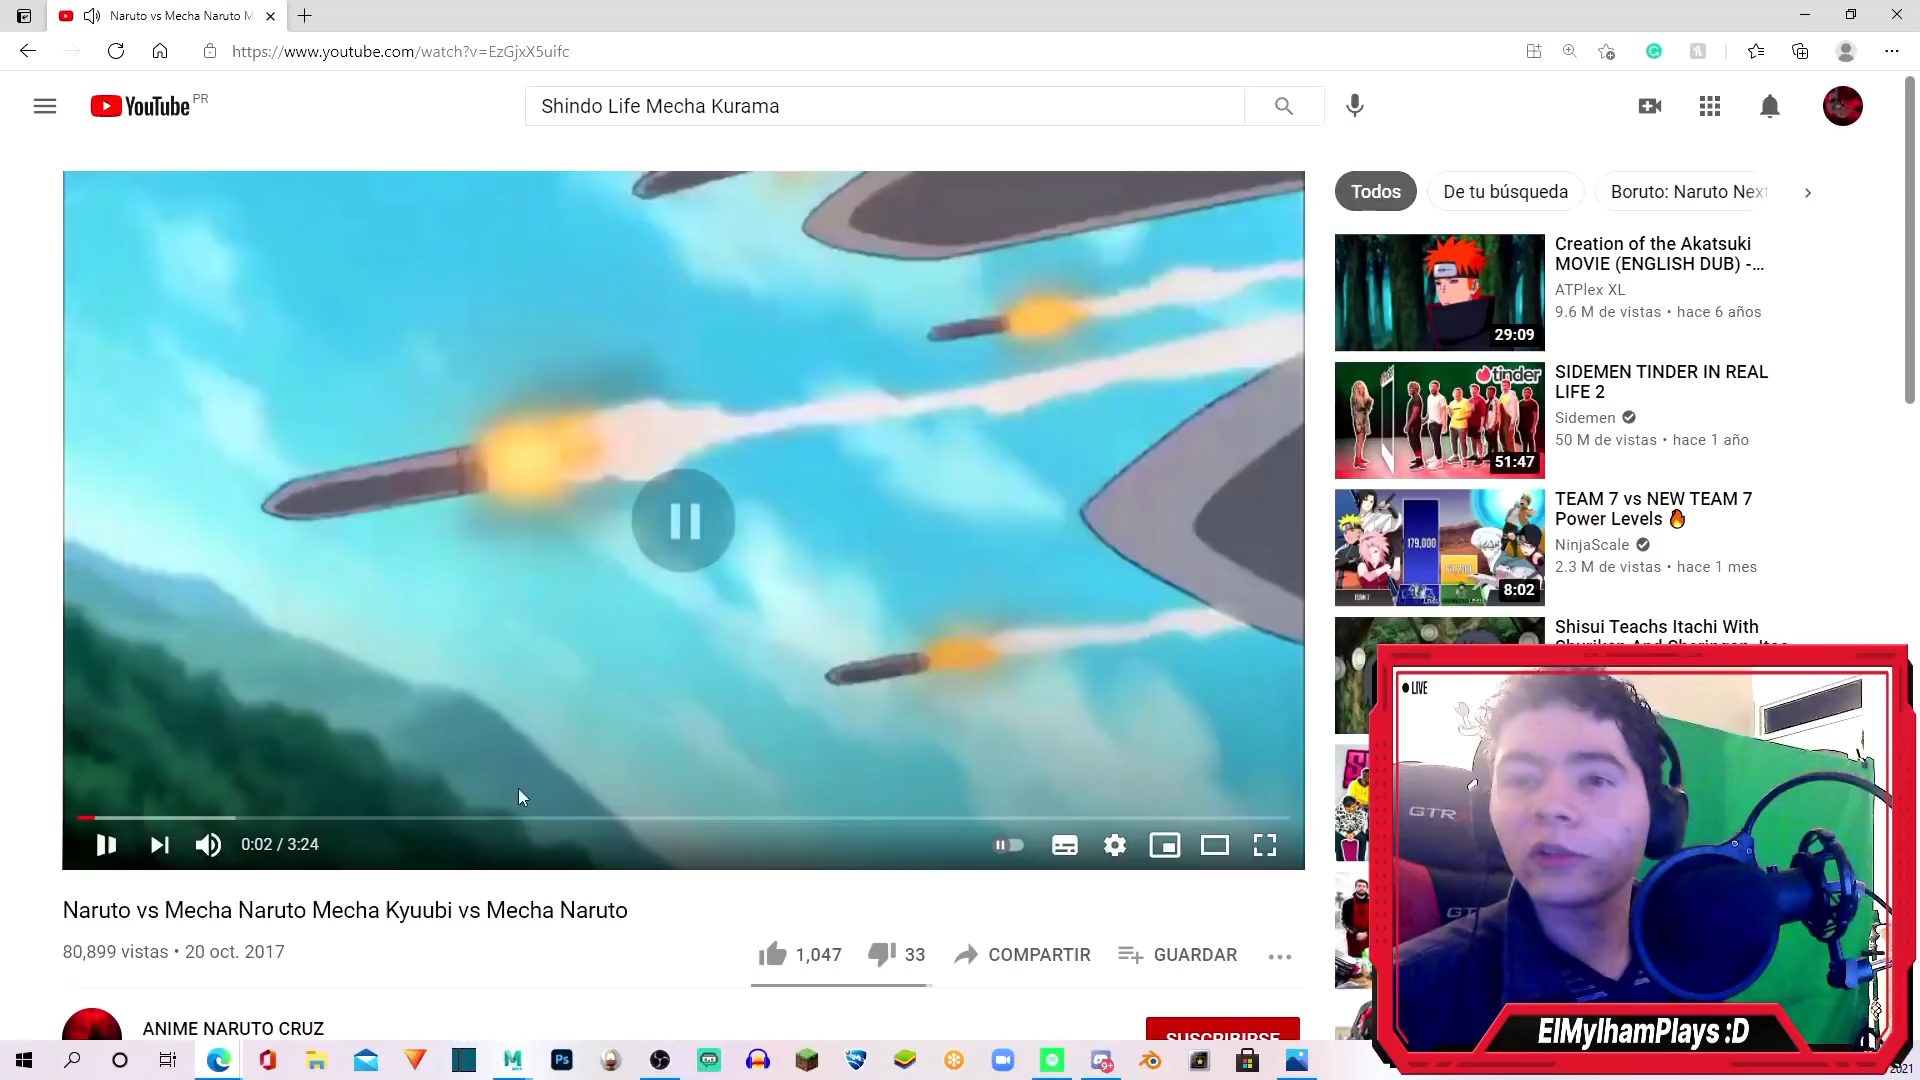 Naruto vs Mecha Naruto M
https://www.youtube.com/watch?v=EzGjxX5uifc
YouTube PR
Shindo Life Mecha Kurama
Todos
De tu búsqueda
Boruto: Naruto Next
Creation of the Akatsuki
MOVIE (ENGLISH DUB) -...
ATPlex XL
9.6 M de vistas • hace 6 años
29:09
tinder
SIDEMEN TINDER IN REAL
LIFE 2
Sidemen
50 M de vistas • hace 1 año
51:47
TEAM 7 vs NEW TEAM 7
Power Levels 🔥
NinjaScale
2.3 M de vistas • hace 1 mes
179,000
8:02
Shisui Teachs Itachi With
LIVE
GTR
0:02 / 3:24
Naruto vs Mecha Naruto Mecha Kyuubi vs Mecha Naruto
80,899 vistas • 20 oct. 2017
1,047
33
COMPARTIR
GUARDAR
ANIME NARUTO CRUZ
SUSCRIBIRSE
ElMylhamPlays :D
Ps
2021